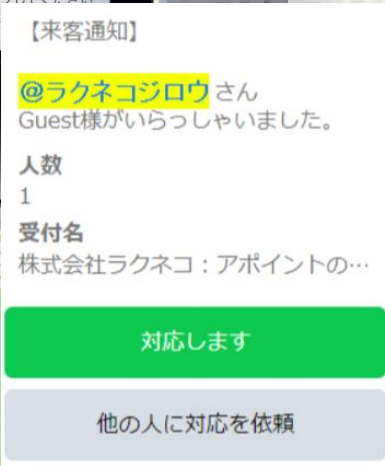 【来客通知】
@ラクネコジロウ さん
Guest様がいらっしゃいました。
人数
1
受付名
株式会社ラクネコ：アポイントの…
対応します
他の人に対応を依頼